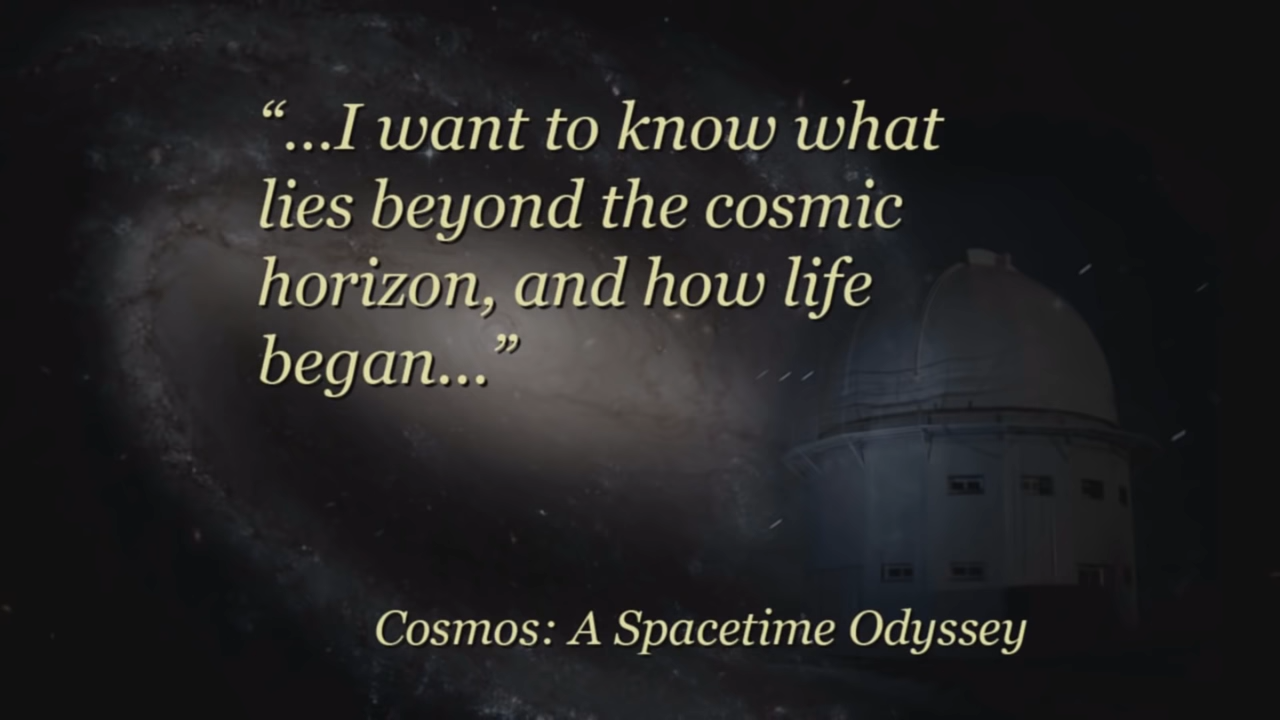 “...I want to know what
lies beyond the cosmic
horizon, and how life
began...”
Cosmos: A Spacetime Odyssey